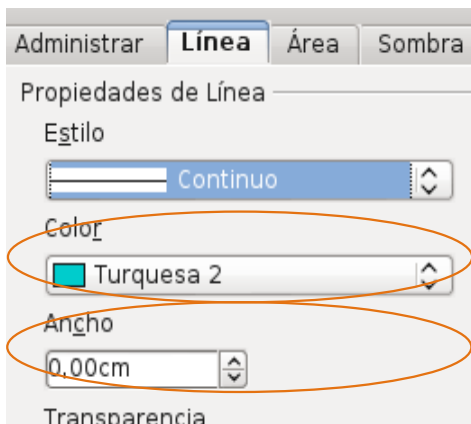 Administrar Línea Área Sombra
Propiedades de Línea
Estilo
Continuo
Color
Turquesa 2
Ancho
0,00cm
Transparencia